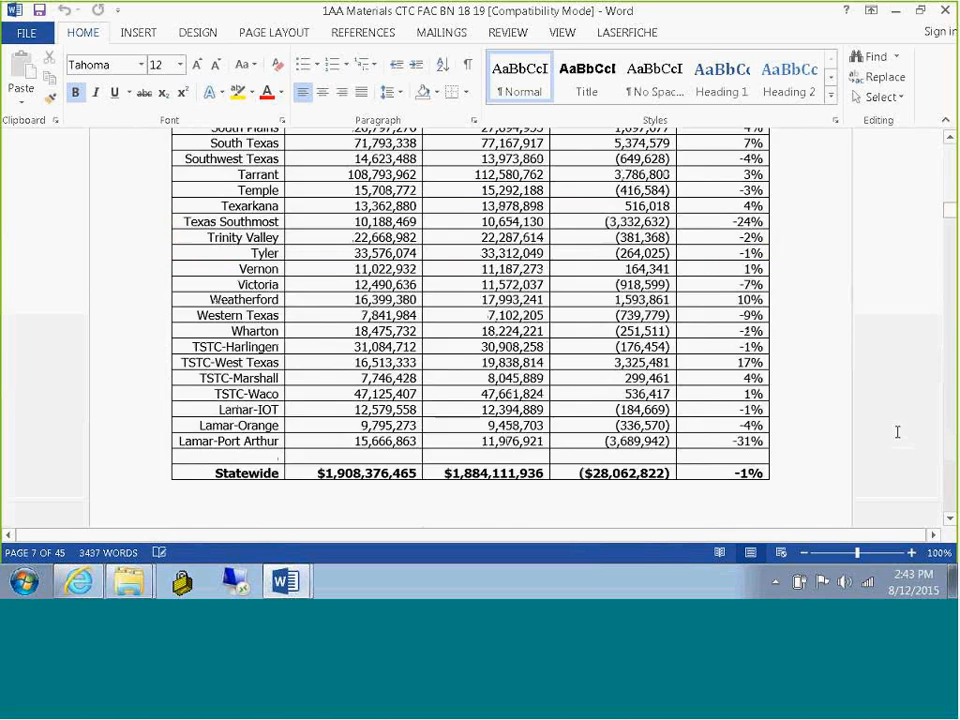 1AA Materials CTC FAC BN 18 19 [Compatibility Mode] - Word
FILE HOME INSERT DESIGN PAGE LAYOUT REFERENCES MAILINGS REVIEW VIEW LASERFICHE Sign in
Paste Tahoma 12 Aa A A
B I U abc X₂ X² A A
AaBbCcI AaBbCcI AaBbCcI AaBbCc AaBbCc
¶ Normal Title ¶ No Spac... Heading 1 Heading 2
Find
Replace
Select
Clipboard Font Paragraph Styles Editing
South Plains 4%
South Texas 71,793,338 77,167,917 5,374,579 7%
Southwest Texas 14,623,488 13,973,860 (649,628) -4%
Tarrant 108,793,962 112,580,762 3,786,800 3%
Temple 15,708,772 15,292,188 (416,584) -3%
Texarkana 13,362,880 13,878,898 516,018 4%
Texas Southmost 10,188,469 10,654,130 (3,332,632) -24%
Trinity Valley 22,668,982 22,287,614 (381,368) -2%
Tyler 33,576,074 33,312,049 (264,025) -1%
Vernon 11,022,932 11,187,273 164,341 1%
Victoria 12,490,636 11,572,037 (918,599) -7%
Weatherford 16,399,380 17,993,241 1,593,861 10%
Western Texas 7,841,984 7,102,205 (739,779) -9%
Wharton 18,475,732 18,224,221 (251,511) -1%
TSTC-Harlingen 31,084,712 30,908,258 (176,454) -1%
TSTC-West Texas 16,513,333 19,838,814 3,325,481 17%
TSTC-Marshall 7,746,428 8,045,889 299,461 4%
TSTC-Waco 47,125,407 47,661,824 536,417 1%
Lamar-IOT 12,579,558 12,394,889 (184,669) -1%
Lamar-Orange 9,795,273 9,458,703 (336,570) -4%
Lamar-Port Arthur 15,666,863 11,976,921 (3,689,942) -31%
Statewide $1,908,376,465 $1,884,111,936 ($28,062,822) -1%
PAGE 7 OF 45 3437 WORDS 100%
2:43 PM
8/12/2015